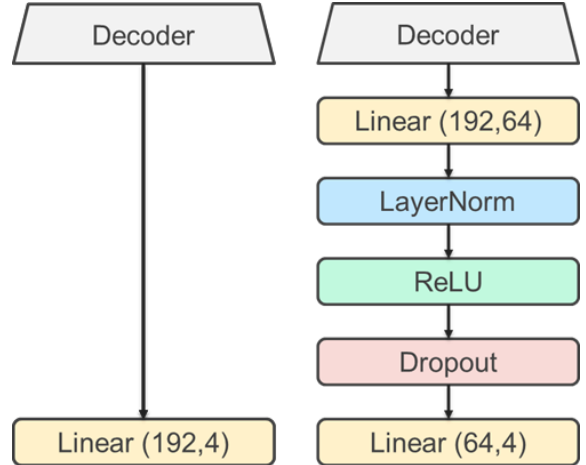 Decoder
Linear (192,4)
Decoder
Linear (192,64)
LayerNorm
ReLU
Dropout
Linear (64,4)